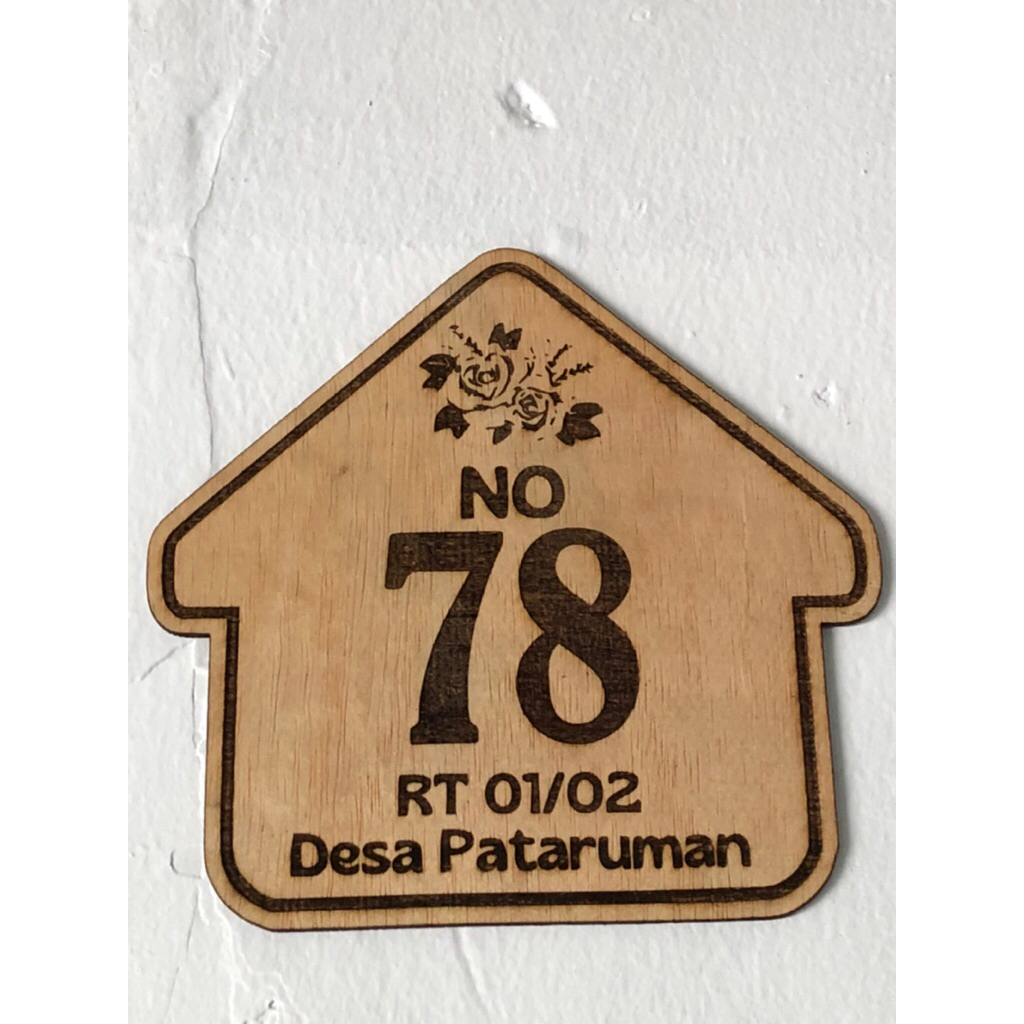 NO
78
RT 01/02
Desa Pataruman